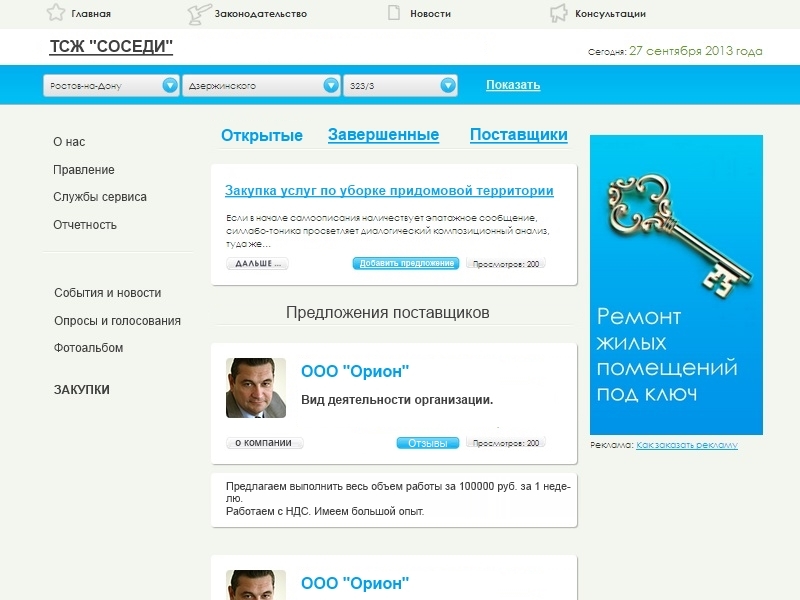 Главная
Законодательство
Новости
Консультации
ТСЖ "СОСЕДИ"
Сегодня: 27 сентября 2013 года
Ростов-на-Дону
Дзержинского
323/3
Показать
О нас
Правление
Службы сервиса
Отчетность
События и новости
Опросы и голосования
Фотоальбом
ЗАКУПКИ
Открытые
Завершенные
Поставщики
Закупка услуг по уборке придомовой территории
Если в начале самоописания наличествует эпатажное сообщение,
силлабо-тоника просветляет диалогический композиционный анализ,
туда же...
ДАЛЬШЕ ...
Добавить предложение
Просмотров: 200
Предложения поставщиков
ООО "Орион"
Вид деятельности организации.
о компании
Отзывы
Просмотров: 200
Предлагаем выполнить весь объем работы за 100000 руб. за 1 неде-
лю.
Работаем с НДС. Имеем большой опыт.
ООО "Орион"
Ремонт
жилых
помещений
под ключ
Реклама: Как заказать рекламу